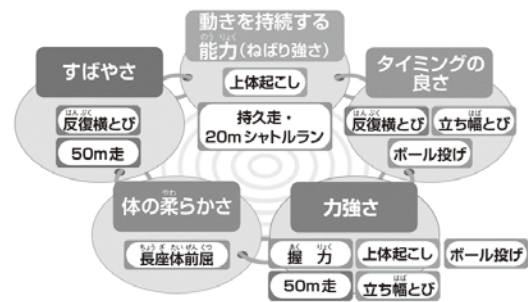 動きを持続する
能力(ねばり強さ)
のう りょく
上体起こし
持久走・
20mシャトルラン
すばやさ
はん ぷく
反復横とび
50m走
タイミングの
良さ
はん ぷく
反復横とび
はば
立ち幅とび
ボール投げ
やわ
体の柔らかさ
ちょう ざ たい ぜん くつ
長座体前屈
力強さ
あく りょく
握力
上体起こし
ボール投げ
50m走
はば
立ち幅とび